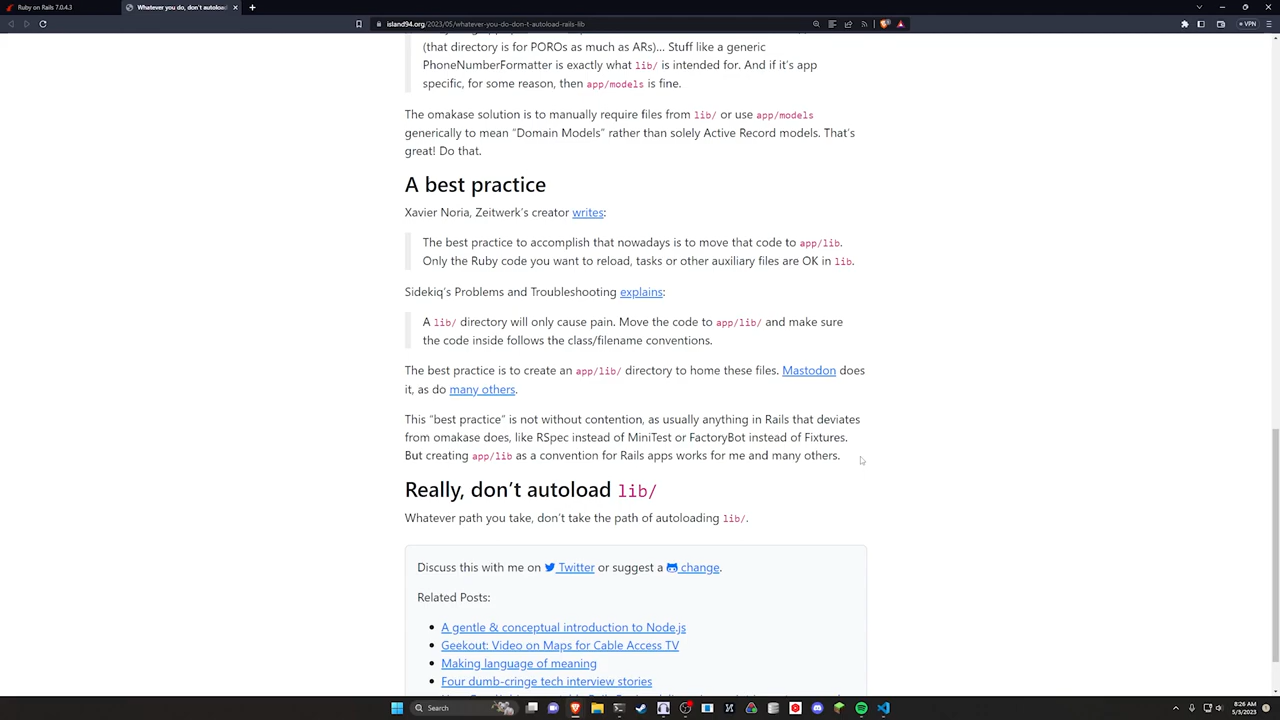 Ruby on Rails 7.0.4.3
Whatever you do, don't autoload
island94.org/2023/05/whatever-you-do-don-t-autoload-rails-lib
VPN
(that directory is for POROs as much as ARs)... Stuff like a generic
PhoneNumberFormatter is exactly what lib/ is intended for. And if it's app
specific, for some reason, then app/models is fine.
The omakase solution is to manually require files from lib/ or use app/models
generically to mean “Domain Models” rather than solely Active Record models. That's
great! Do that.
A best practice
Xavier Noria, Zeitwerk's creator writes:
The best practice to accomplish that nowadays is to move that code to app/lib.
Only the Ruby code you want to reload, tasks or other auxiliary files are OK in lib.
Sidekiq's Problems and Troubleshooting explains:
A lib/ directory will only cause pain. Move the code to app/lib/ and make sure
the code inside follows the class/filename conventions.
The best practice is to create an app/lib/ directory to home these files. Mastodon does
it, as do many others.
This “best practice” is not without contention, as usually anything in Rails that deviates
from omakase does, like RSpec instead of MiniTest or FactoryBot instead of Fixtures.
But creating app/lib as a convention for Rails apps works for me and many others.
Really, don't autoload lib/
Whatever path you take, don't take the path of autoloading lib/.
Discuss this with me on Twitter or suggest a change.
Related Posts:
A gentle & conceptual introduction to Node.js
Geekout: Video on Maps for Cable Access TV
Making language of meaning
Four dumb-cringe tech interview stories
Search
8:26 AM
5/3/2023